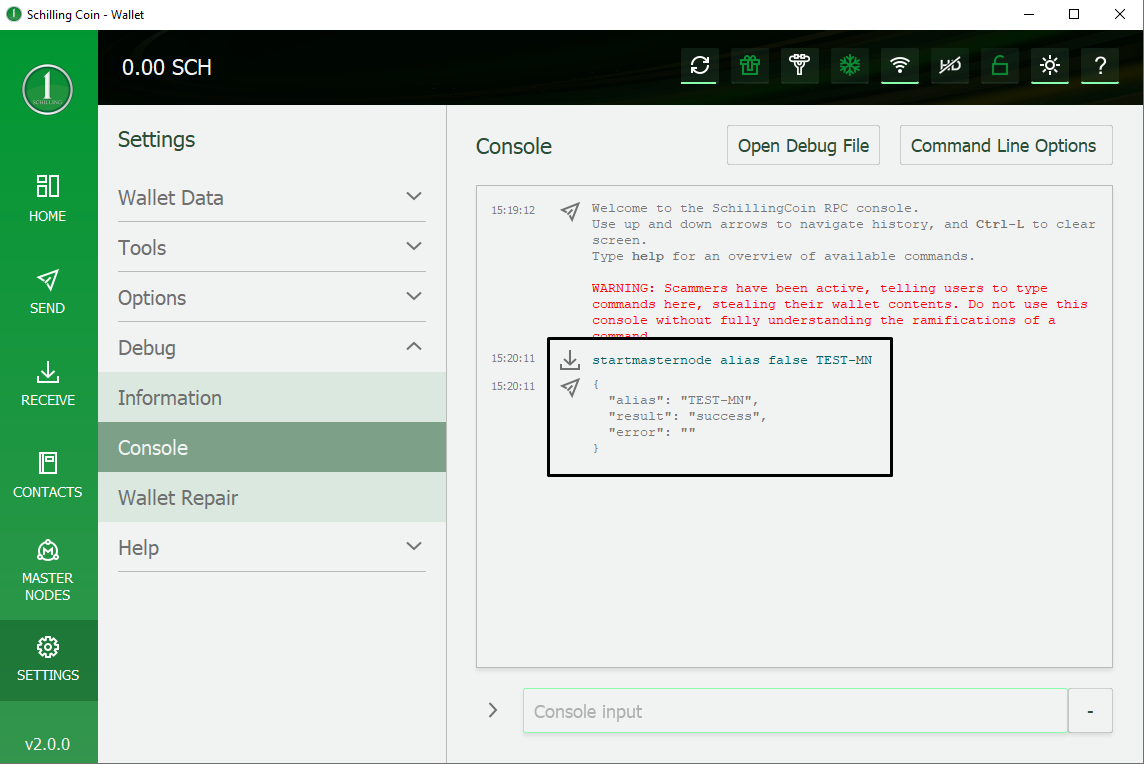 Schilling Coin - Wallet
0.00 SCH
HD
?
1
SCHILLING
HOME
SEND
RECEIVE
CONTACTS
M
MASTER
NODES
SETTINGS
v2.0.0
Settings
Wallet Data
Tools
Options
Debug
Information
Console
Wallet Repair
Help
Console
Open Debug File
Command Line Options
15:19:12
Welcome to the SchillingCoin RPC console.
Use up and down arrows to navigate history, and Ctrl-L to clear
screen.
Type help for an overview of available commands.
WARNING: Scammers have been active, telling users to type
commands here, stealing their wallet contents. Do not use this
console without fully understanding the ramifications of a
command.
15:20:11
startmasternode alias false TEST-MN
15:20:11
{
"alias": "TEST-MN",
"result": "success",
"error": ""
}
Console input
-